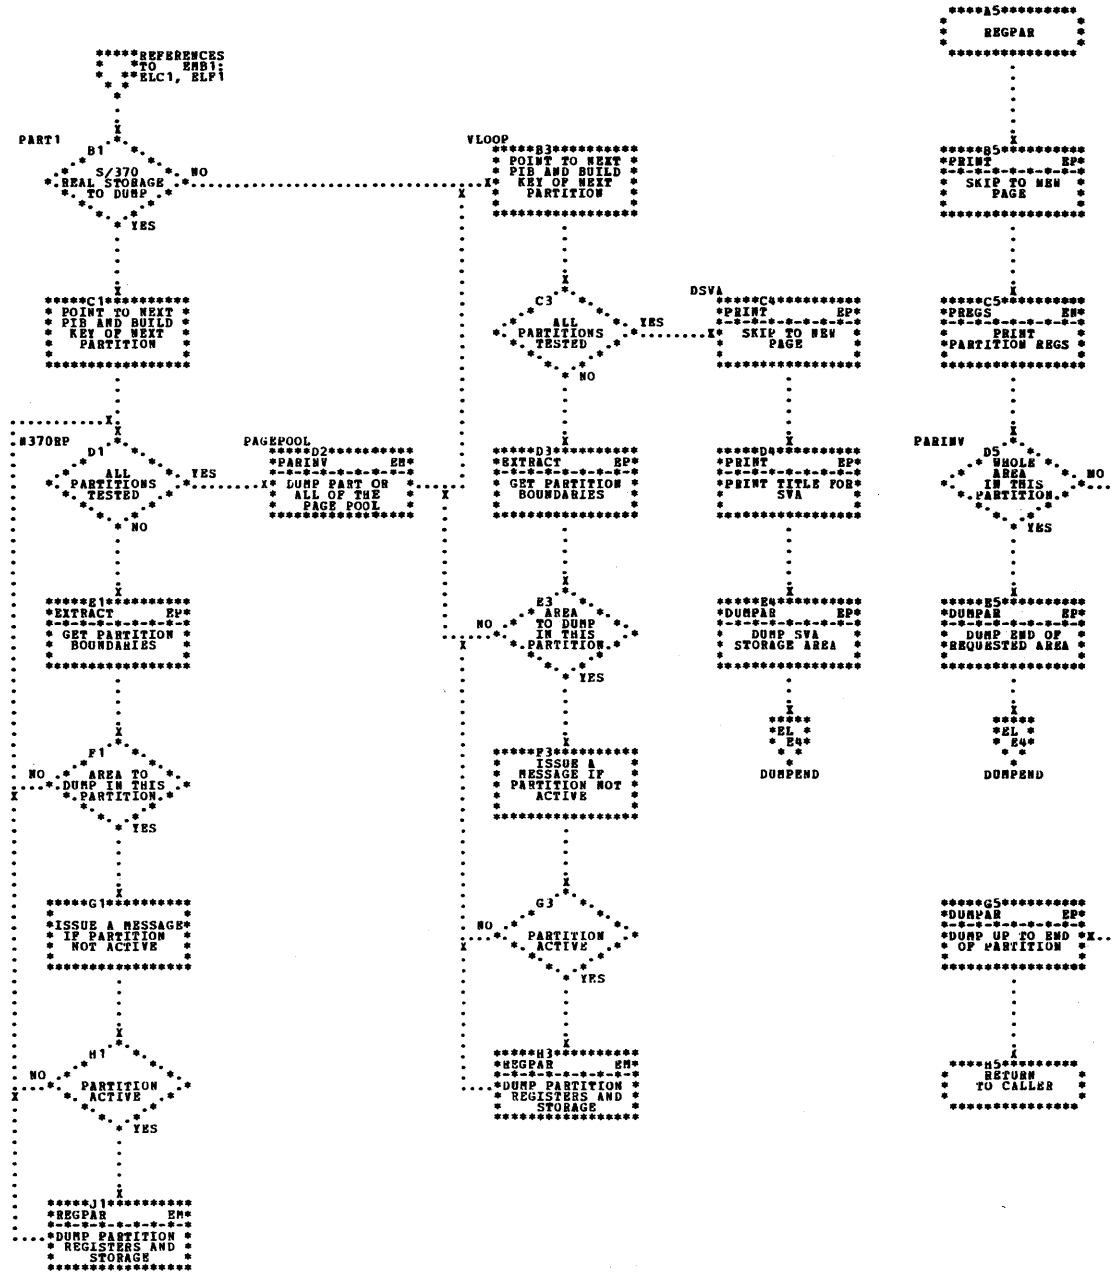 A5
REGPAR
REFERENCES
TO EMB1:
ELC1, ELF1
PART1
B1
S/370
REAL STORAGE
TO DUMP
NO
YES
C1
POINT TO NEXT
PIB AND BUILD
KEY OF NEXT
PARTITION
N370RP
D1
ALL
PARTITIONS
TESTED
YES
NO
PAGEPOOL
D2
PARINV EM
DUMP PART OR
ALL OF THE
PAGE POOL
E1
EXTRACT EP
GET PARTITION
BOUNDARIES
F1
NO
AREA TO
DUMP IN THIS
PARTITION
YES
G1
ISSUE A MESSAGE
IF PARTITION
NOT ACTIVE
H1
NO
PARTITION
ACTIVE
YES
J1
REGPAR EM
DUMP PARTITION
REGISTERS AND
STORAGE
VLOOP
B3
POINT TO NEXT
PIB AND BUILD
KEY OF NEXT
PARTITION
C3
ALL
PARTITIONS
TESTED
YES
NO
D3
EXTRACT EP
GET PARTITION
BOUNDARIES
E3
AREA
TO DUMP
IN THIS
PARTITION
NO
YES
F3
ISSUE A
MESSAGE IF
PARTITION NOT
ACTIVE
G3
NO
PARTITION
ACTIVE
YES
H3
REGPAR EM
DUMP PARTITION
REGISTERS AND
STORAGE
DSVA
C4
PRINT EP
SKIP TO NEW
PAGE
D4
PRINT EP
PRINT TITLE FOR
SVA
E4
DUMPAR EP
DUMP SVA
STORAGE AREA
EL
E4
DUMPEND
B5
PRINT EP
SKIP TO NEW
PAGE
C5
PREGS EN
PRINT
PARTITION REGS
PARINV
D5
WHOLE
AREA
IN THIS
PARTITION
NO
YES
E5
DUMPAR EP
DUMP END OF
REQUESTED AREA
EL
E4
DUMPEND
G5
DUMPAR EP
DUMP UP TO END
OF PARTITION
H5
RETURN
TO CALLER